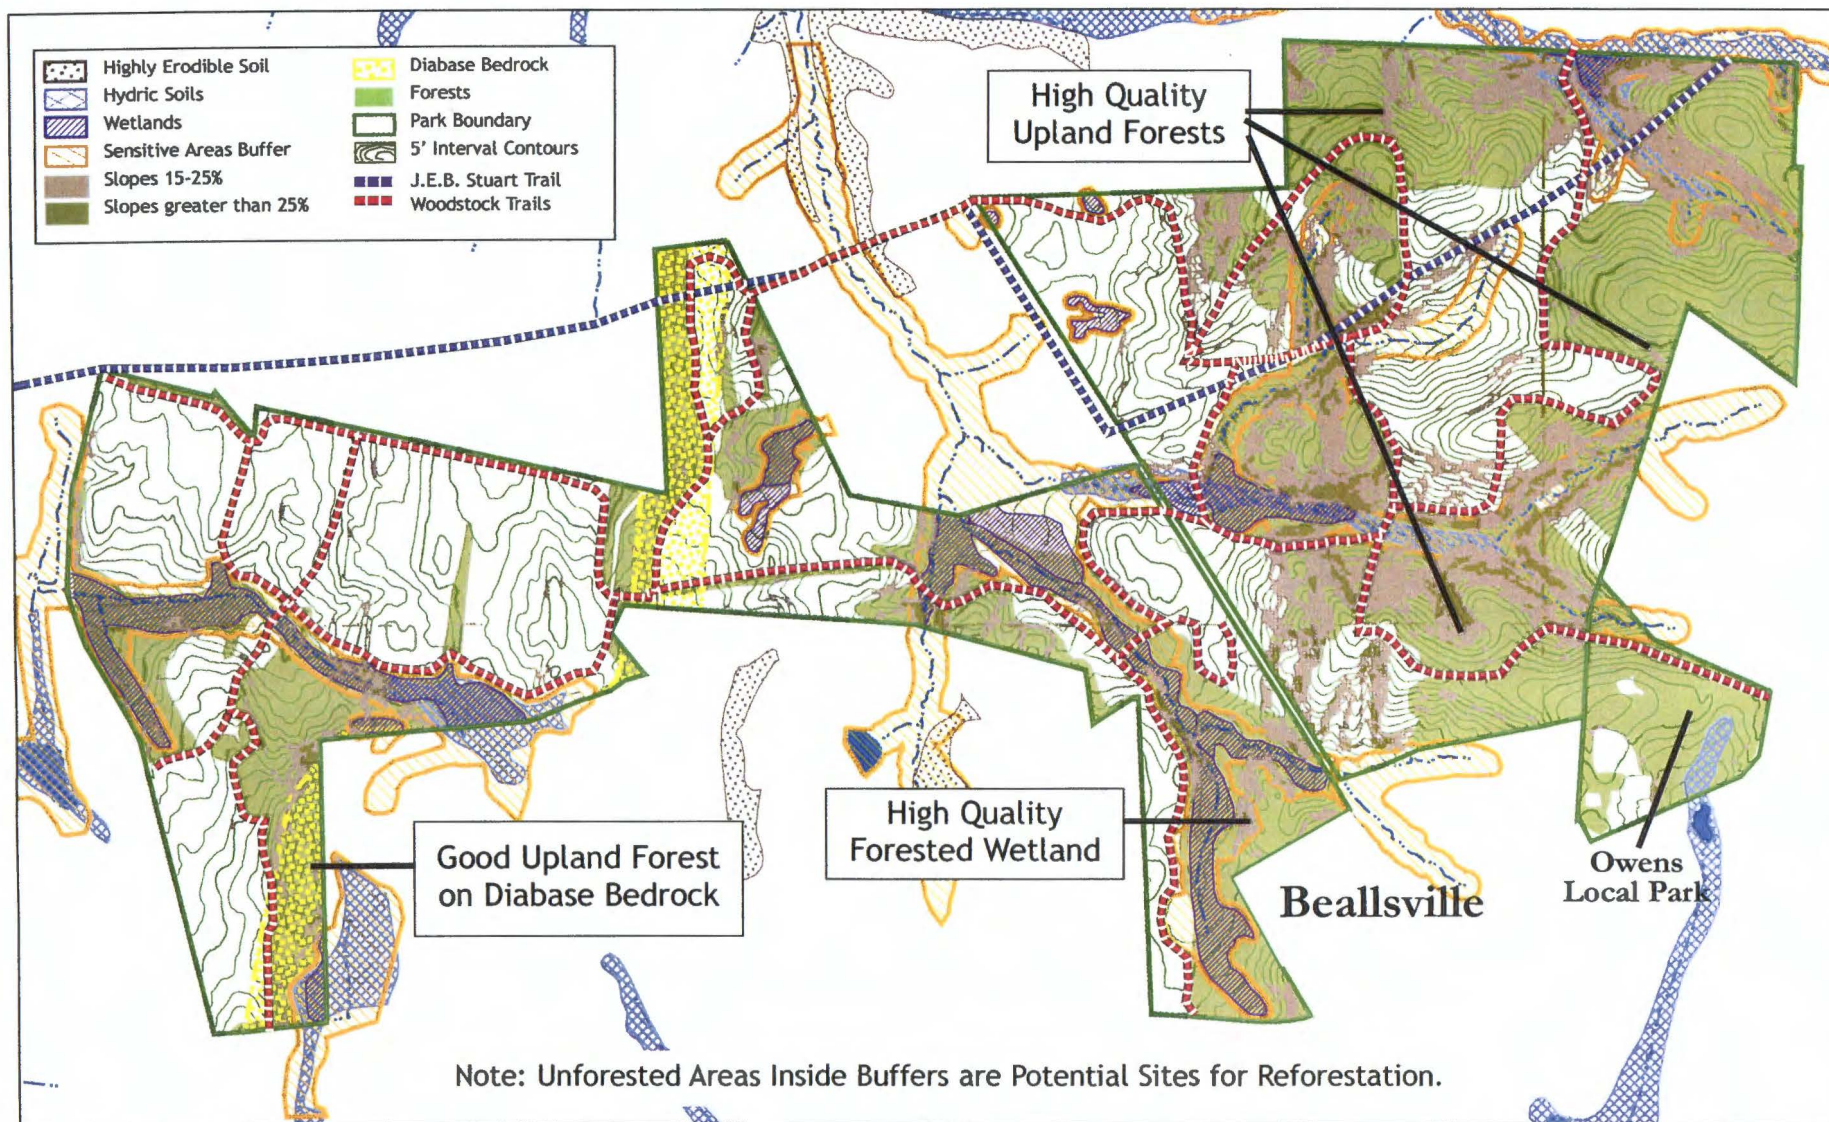 Highly Erodible Soil
Hydric Soils
Wetlands
Sensitive Areas Buffer
Slopes 15-25%
Slopes greater than 25%
Diabase Bedrock
Forests
Park Boundary
5' Interval Contours
J.E.B. Stuart Trail
Woodstock Trails
High Quality
Upland Forests
Good Upland Forest
on Diabase Bedrock
High Quality
Forested Wetland
Beallsville
Owens
Local Park
Note: Unforested Areas Inside Buffers are Potential Sites for Reforestation.